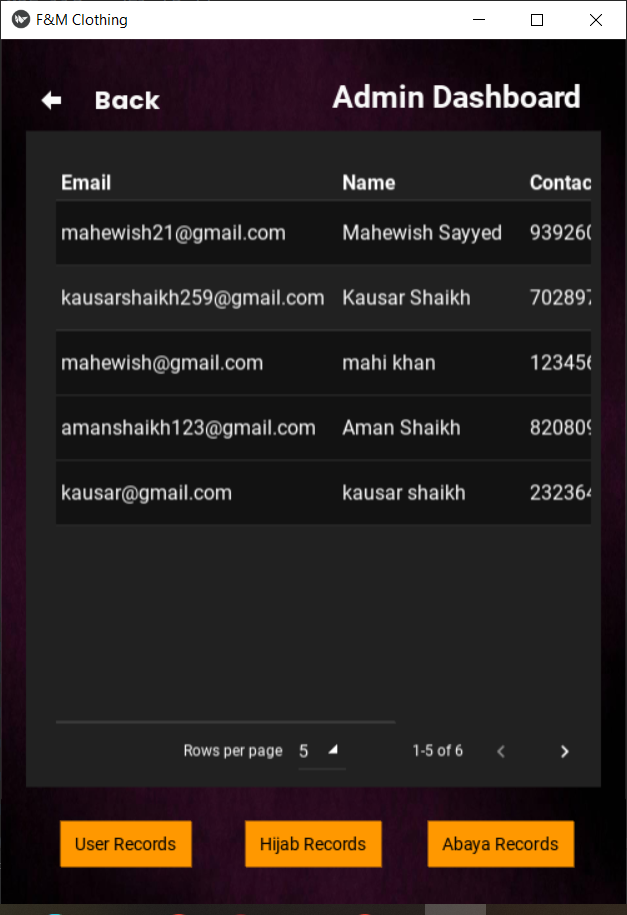 F&M Clothing
Back Admin Dashboard
Email Name Contac
mahewish21@gmail.com Mahewish Sayyed 939260
kausarshaikh259@gmail.com Kausar Shaikh 702897
mahewish@gmail.com mahi khan 123456
amanshaikh123@gmail.com Aman Shaikh 820809
kausar@gmail.com kausar shaikh 232364
Rows per page 5 1-5 of 6
User Records Hijab Records Abaya Records